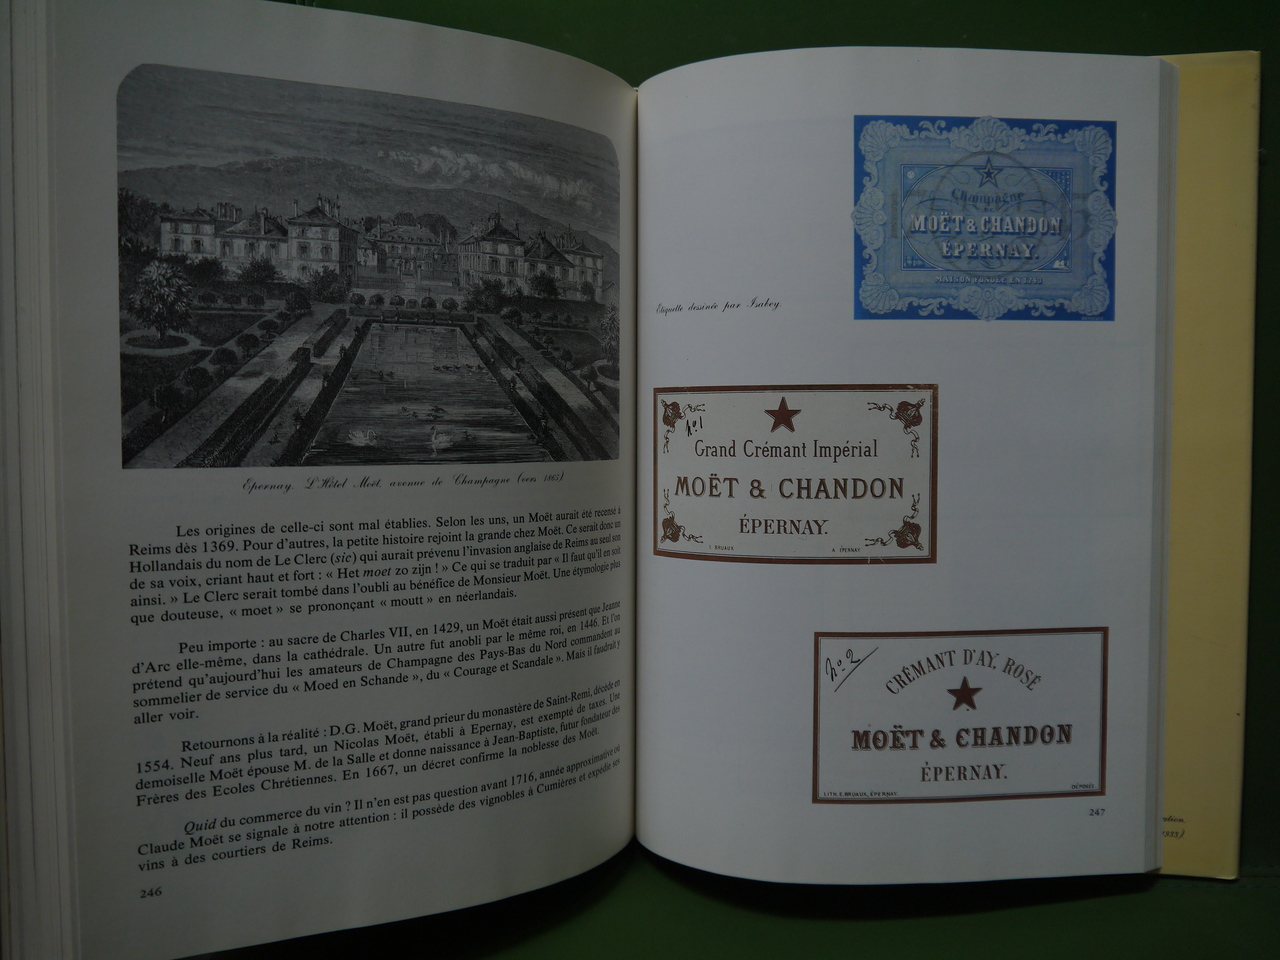 Epernay. L'Hôtel Moët, avenue de Champagne (vers 1865)
Les origines de celle-ci sont mal établies. Selon les uns, un Moët aurait été recensé à
Reims dès 1369. Pour d'autres, la petite histoire rejoint la grande chez Moët. Ce serait donc un
Hollandais du nom de Le Clerc (sic) qui aurait prévenu l'invasion anglaise de Reims au seul son
de sa voix, criant haut et fort : « Het moet zo zijn ! » Ce qui se traduit par « Il faut qu'il en soit
ainsi. » Le Clerc serait tombé dans l'oubli au bénéfice de Monsieur Moët. Une étymologie plus
que douteuse, « moet » se prononçant « moutt » en néerlandais.
Peu importe : au sacre de Charles VII, en 1429, un Moët était aussi présent que Jeanne
d'Arc elle-même, dans la cathédrale. Un autre fut anobli par le même roi, en 1446. Et l'on
prétend qu'aujourd'hui les amateurs de Champagne des Pays-Bas du Nord commandent au
sommelier de service du « Moed en Schande », du « Courage et Scandale ». Mais il faudrait y
aller voir.
Retournons à la réalité : D.G. Moët, grand prieur du monastère de Saint-Remi, décède en
1554. Neuf ans plus tard, un Nicolas Moët, établi à Epernay, est exempté de taxes. Une
demoiselle Moët épouse M. de la Salle et donne naissance à Jean-Baptiste, futur fondateur des
Frères des Ecoles Chrétiennes. En 1667, un décret confirme la noblesse des Moët.
Quid du commerce du vin ? Il n'en est pas question avant 1716, année approximative où
Claude Moët se signale à notre attention : il possède des vignobles à Cumières et expédie ses
vins à des courtiers de Reims.
246
Champagne
MOËT & CHANDON
ÉPERNAY.
MAISON FONDÉE EN 1743
Etiquette dessinée par Isabey.
No 1
Grand Crémant Impérial
MOËT & CHANDON
ÉPERNAY.
BRUAUX
A ÉPERNAY
No 2
CRÉMANT D'AY, ROSÉ
MOËT & CHANDON
ÉPERNAY.
LITH. E. BRUAUX, ÉPERNAY.
DÉPOSÉE
247